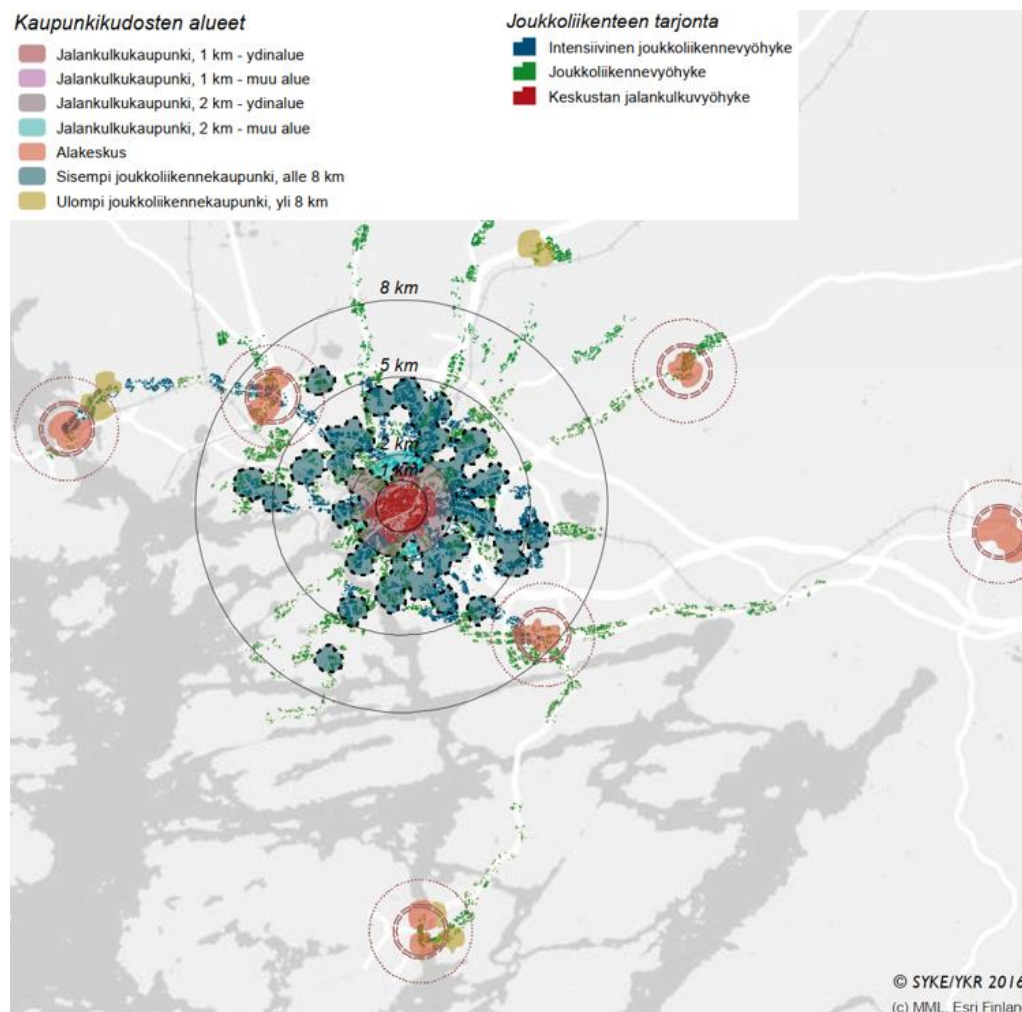 Kaupunkikudosten alueet
Jalankulkukaupunki, 1 km - ydinalue
Jalankulkukaupunki, 1 km - muu alue
Jalankulkukaupunki, 2 km - ydinalue
Jalankulkukaupunki, 2 km - muu alue
Alakeskus
Sisempi joukkoliikennekaupunki, alle 8 km
Ulompi joukkoliikennekaupunki, yli 8 km
Joukkoliikenteen tarjonta
Intensiivinen joukkoliikennevyöhyke
Joukkoliikennevyöhyke
Keskustan jalankulkuvyöhyke
8 km
5 km
2 km
1 km
© SYKE/YKR 2016
(c) MML, Esri Finlan